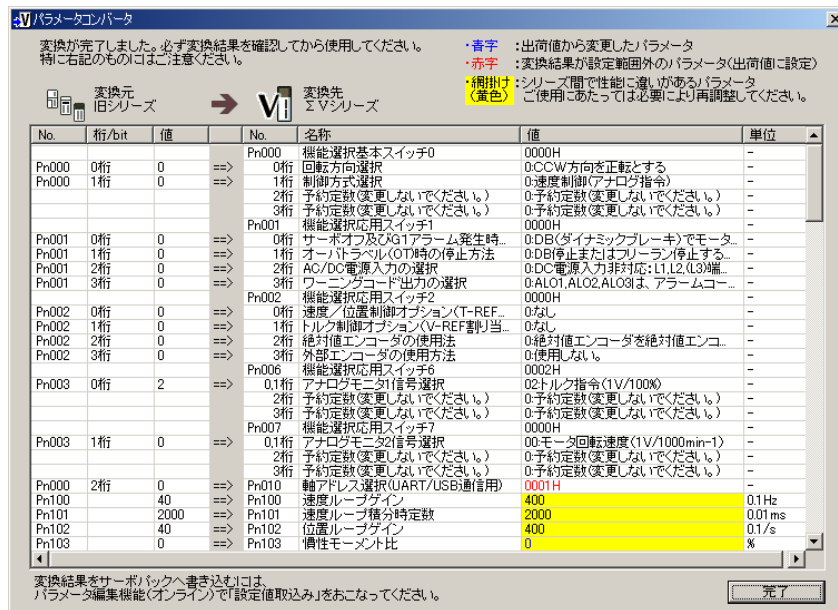 パラメータコンバータ
変換が完了しました。必ず変換結果を確認してから使用してください。
特に右記のものにはご注意ください。
・青字 :出荷値から変更したパラメータ
・赤字 :変換結果が設定範囲外のパラメータ(出荷値に設定)
・網掛け(黄色) :シリーズ間で性能に違いがあるパラメータ
ご使用にあたっては必要により再調整してください。
変換元
旧シリーズ
変換先
ΣVシリーズ
No. 桁/bit 値 No. 名称 値 単位
Pn000 機能選択基本スイッチ0 0000H -
Pn000 0桁 0 ==> 0桁 回転方向選択 0:CCW方向を正転とする -
Pn000 1桁 0 ==> 1桁 制御方式選択 0:速度制御(アナログ指令) -
2桁 予約定数(変更しないでください。) 0:予約定数(変更しないでください。) -
3桁 予約定数(変更しないでください。) 0:予約定数(変更しないでください。) -
Pn001 機能選択応用スイッチ1 0000H -
Pn001 0桁 0 ==> 0桁 サーボオフ及びG1アラーム発生時... 0:DB(ダイナミックブレーキ)でモータ... -
Pn001 1桁 0 ==> 1桁 オーバトラベル(OT)時の停止方法 0:DB停止またはフリーラン停止する... -
Pn001 2桁 0 ==> 2桁 AC/DC電源入力の選択 0:DC電源入力非対応:L1,L2,(L3)端... -
Pn001 3桁 0 ==> 3桁 ワーニングコード出力の選択 0:ALO1,ALO2,ALO3は、アラームコー... -
Pn002 機能選択応用スイッチ2 0000H -
Pn002 0桁 0 ==> 0桁 速度/位置制御オプション(T-REF... 0:なし -
Pn002 1桁 0 ==> 1桁 トルク制御オプション(V-REF割り当... 0:なし -
Pn002 2桁 0 ==> 2桁 絶対値エンコーダの使用法 0:絶対値エンコーダを絶対値エンコ... -
Pn002 3桁 0 ==> 3桁 外部エンコーダの使用方法 0:使用しない。 -
Pn006 機能選択応用スイッチ6 0002H -
Pn003 0桁 2 ==> 0,1桁 アナログモニタ1信号選択 02:トルク指令(1V/100%) -
2桁 予約定数(変更しないでください。) 0:予約定数(変更しないでください。) -
3桁 予約定数(変更しないでください。) 0:予約定数(変更しないでください。) -
Pn007 機能選択応用スイッチ7 0000H -
Pn003 1桁 0 ==> 0,1桁 アナログモニタ2信号選択 00:モータ回転速度(1V/1000min-1) -
2桁 予約定数(変更しないでください。) 0:予約定数(変更しないでください。) -
3桁 予約定数(変更しないでください。) 0:予約定数(変更しないでください。) -
Pn000 2桁 0 ==> Pn010 軸アドレス選択(UART/USB通信用) 0001H -
Pn100 40 ==> Pn100 速度ループゲイン 400 0.1Hz
Pn101 2000 ==> Pn101 速度ループ積分時定数 2000 0.01ms
Pn102 40 ==> Pn102 位置ループゲイン 400 0.1/s
Pn103 0 ==> Pn103 慣性モーメント比 0 %
変換結果をサーボパックへ書き込むには、
パラメータ編集機能(オンライン)で「設定値取込み」をおこなってください。
完了